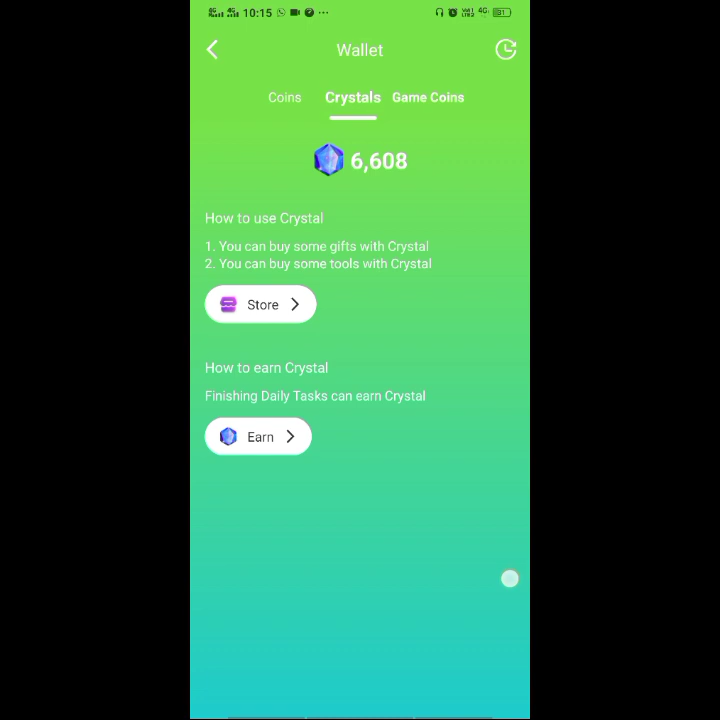 10:15
4G
31
Wallet
Coins Crystals Game Coins
6,608
How to use Crystal
1. You can buy some gifts with Crystal
2. You can buy some tools with Crystal
Store
How to earn Crystal
Finishing Daily Tasks can earn Crystal
Earn